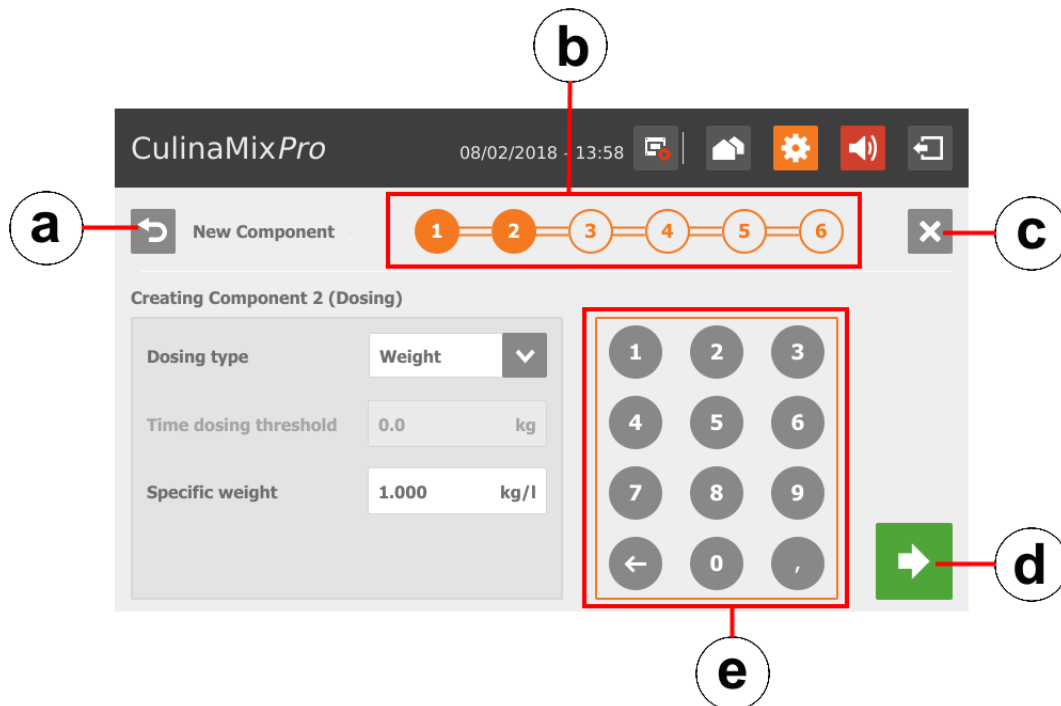 b
CulinaMixPro 08/02/2018 - 13:58
a New Component 1 2 3 4 5 6 c
Creating Component 2 (Dosing)
Dosing type Weight 1 2 3
Time dosing threshold 0.0 kg 4 5 6
Specific weight 1.000 kg/l 7 8 9
0 , d
e